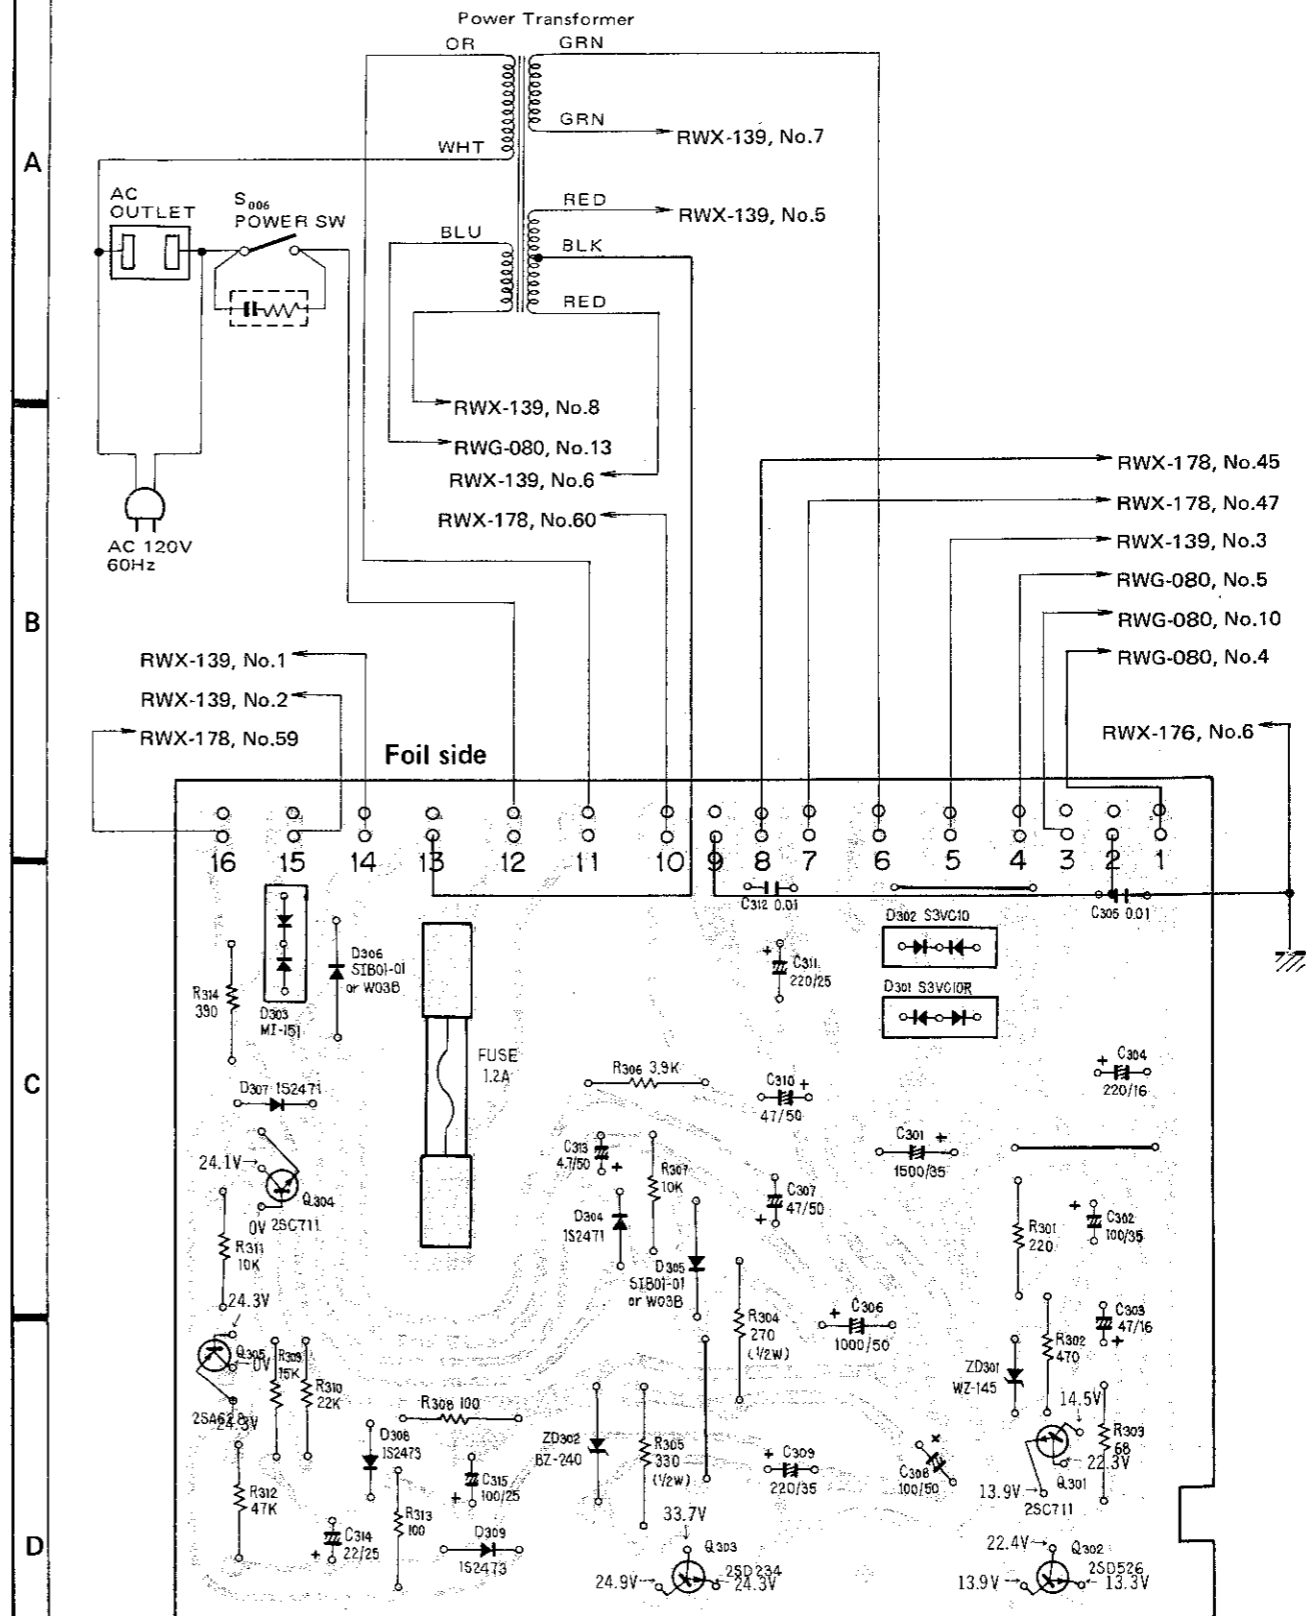 Power Transformer
OR GRN
GRN
RWX-139, No.7
WHT
A
AC
OUTLET
S006
POWER SW
RED
RWX-139, No.5
BLU
BLK
RED
RWX-139, No.8
RWG-080, No.13
RWX-139, No.6
RWX-178, No.60
RWX-178, No.45
RWX-178, No.47
RWX-139, No.3
RWG-080, No.5
RWG-080, No.10
RWG-080, No.4
RWX-176, No.6
AC 120V
60Hz
B
RWX-139, No.1
RWX-139, No.2
RWX-178, No.59
Foil side
16 15 14 13 12 11 10 9 8 7 6 5 4 3 2 1
C312 0.01
C305 0.01
D302 S3VC10
D306
SIB01-01
or W03B
C311
220/25
R314
390
D303
MI-151
D301 S3VC10R
C
FUSE
1.2A
R306 3.9K
C310
47/50
C304
220/16
D307 1S2471
C313
4.7/50
C301
1500/35
24.1V
R307
10K
Q304
2SC711
0V
C307
47/50
D304
1S2471
R301
220
C302
100/35
R311
10K
D305
SIB01-01
or W03B
24.3V
R304
270
(1/2W)
C306
1000/50
C303
47/16
Q305
0V
R309
15K
R310
22K
R302
470
ZD301
WZ-145
2SA628
24.3V
R308 100
14.5V
D308
1S2473
ZD302
BZ-240
R305
330
(1/2W)
C309
220/35
C308
100/50
R303
68
22.3V
Q301
2SC711
13.9V
R312
47K
C315
100/25
R313
100
C314
22/25
D309
1S2473
33.7V
Q303
2SD234
24.9V
24.3V
22.4V
Q302
2SD526
13.9V
13.3V
D